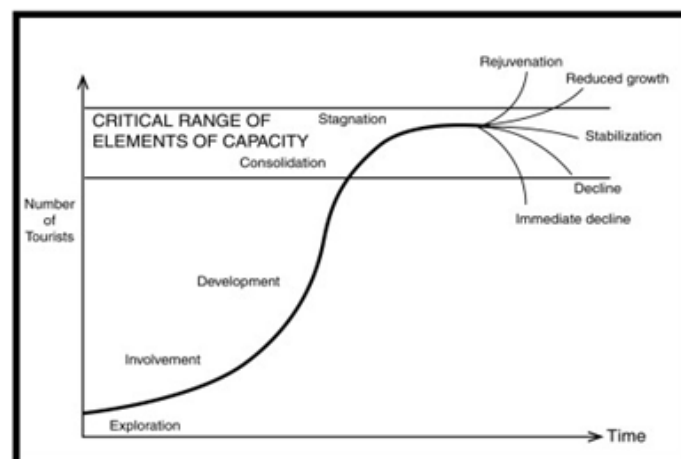 Rejuvenation
Reduced growth
CRITICAL RANGE OF
ELEMENTS OF CAPACITY
Stagnation
Stabilization
Consolidation
Decline
Number
of
Tourists
Immediate decline
Development
Involvement
Exploration
Time